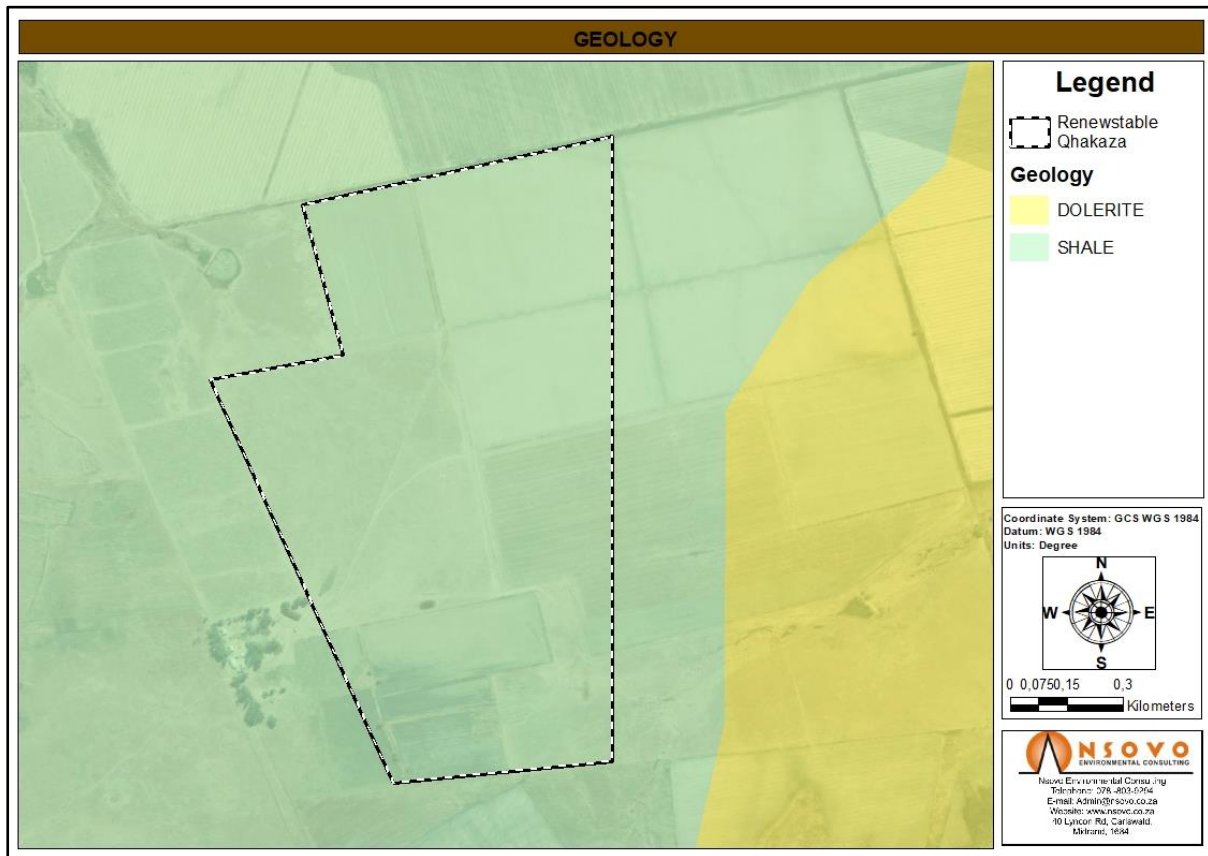 GEOLOGY
Legend
Renewstable
Qhakaza
Geology
DOLERITE
SHALE
Coordinate System: GCS WGS 1984
Datum: WGS 1984
Units: Degree
N
W E
S
0 0,0750,15 0,3
Kilometers
NSOVO
ENVIRONMENTAL CONSULTING
Nsovo Environmental Consulting
Telephone: 078 -803-9294
E-mail: Admin@nsovo.co.za
Website: www.nsovo.co.za
40 Lyncon Rd, Carlswald,
Midrand, 1684